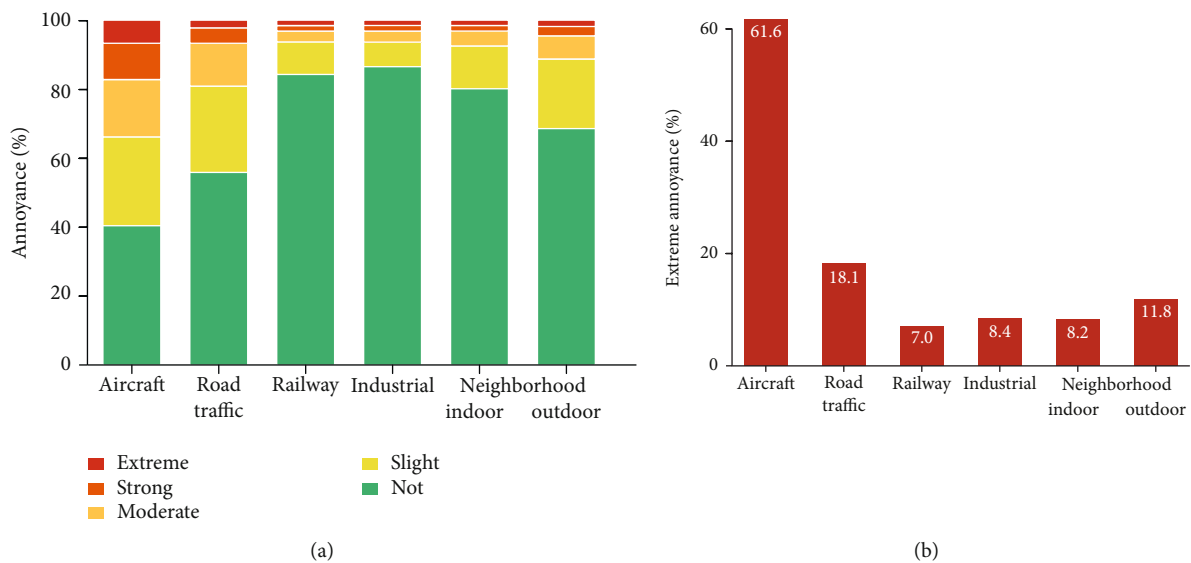 Annoyance (%)
100
80
60
40
20
0
Aircraft
Road
traffic
Railway
Industrial
Neighborhood
indoor
outdoor
Extreme
Strong
Moderate
Slight
Not
(a)
Extreme annoyance (%)
60
40
20
0
61.6
18.1
7.0
8.4
8.2
11.8
Aircraft
Road
traffic
Railway
Industrial
Neighborhood
indoor
outdoor
(b)